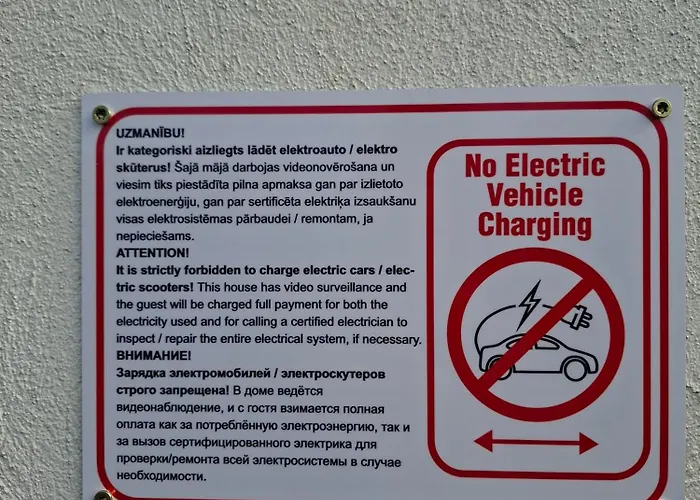 UZMANĪBU!
Ir kategoriski aizliegts lādēt elektroauto / elektro
skūterus! Šajā mājā darbojas videonovērošana un
viesim tiks piestādīta pilna apmaksa gan par izlietoto
elektroenerģiju, gan par sertificēta elektriķa izsaukšanu
visas elektrosistēmas pārbaudei / remontam, ja
nepieciešams.
ATTENTION!
It is strictly forbidden to charge electric cars / elec-
tric scooters! This house has video surveillance and
the guest will be charged full payment for both the
electricity used and for calling a certified electrician to
inspect / repair the entire electrical system, if necessary.
ВНИМАНИЕ!
Зарядка электромобилей / электроскутеров
строго запрещена! В доме ведётся
видеонаблюдение, и с гостя взимается полная
оплата как за потреблённую электроэнергию, так и
за вызов сертифицированного электрика для
проверки/ремонта всей электросистемы в случае
необходимости.
No Electric
Vehicle
Charging